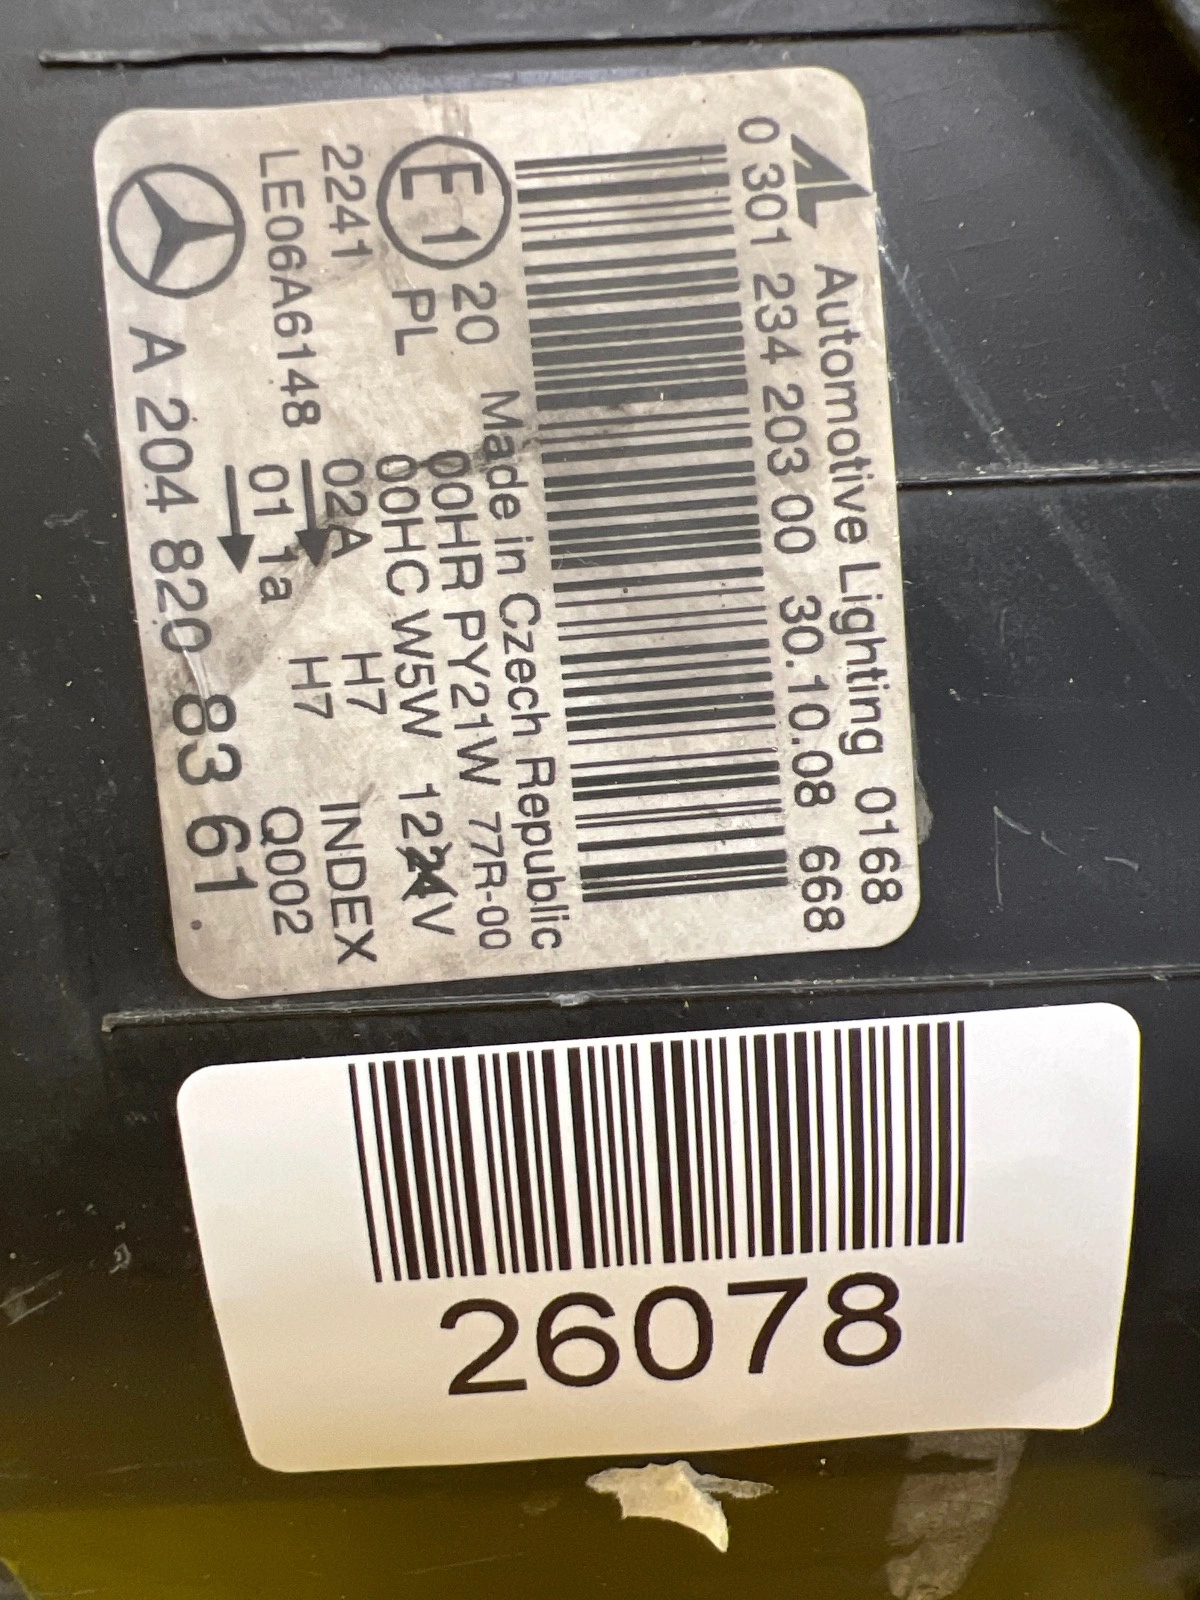 Automotive Lighting 0168
0 301 234 203 00 30.10.08 668
Made in Czech Republic
E1 20 00HR PY21W 77R-00
PL 00HC W5W 12 V
2241 02A H7 INDEX
LE06A6148 01 1a H7 Q002
A 204 820 83 61
26078